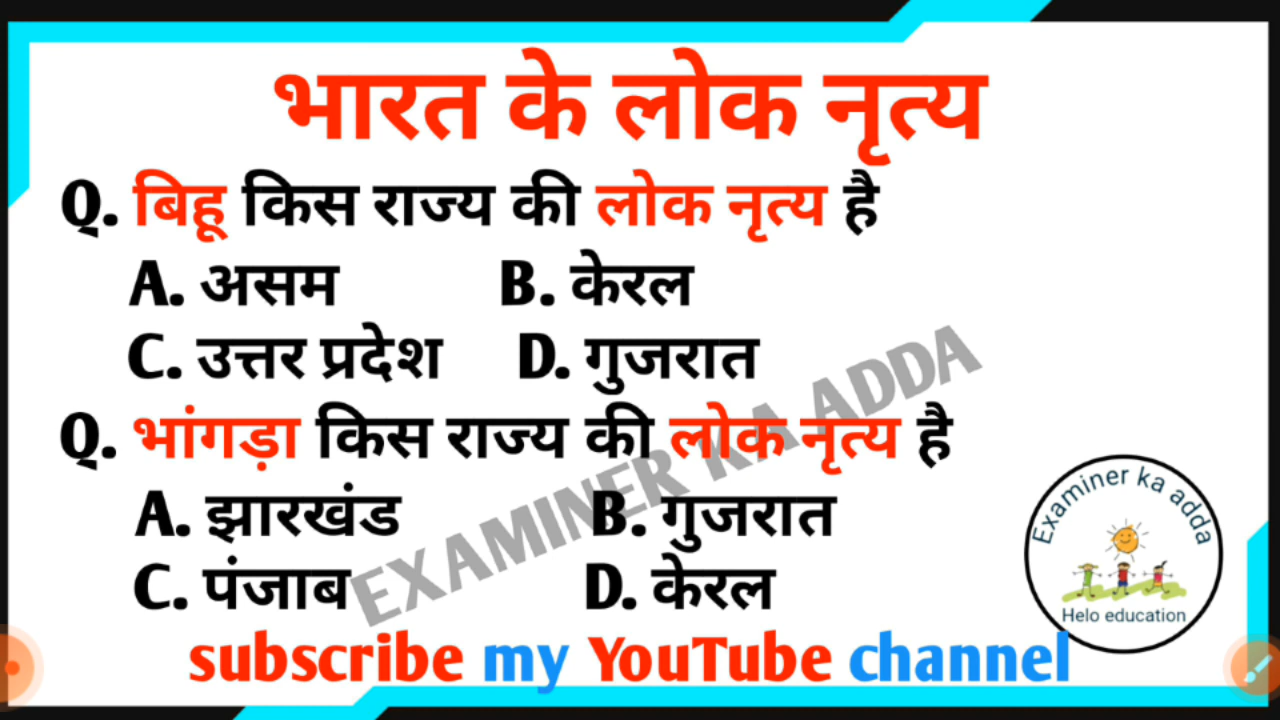 भारत के लोक नृत्य
Q. बिहू किस राज्य की लोक नृत्य है
A. असम B. केरल
C. उत्तर प्रदेश D. गुजरात
Q. भांगड़ा किस राज्य की लोक नृत्य है
A. झारखंड B. गुजरात
C. पंजाब D. केरल
EXAMINER KA ADDA
Examiner ka adda
Helo education
subscribe my YouTube channel